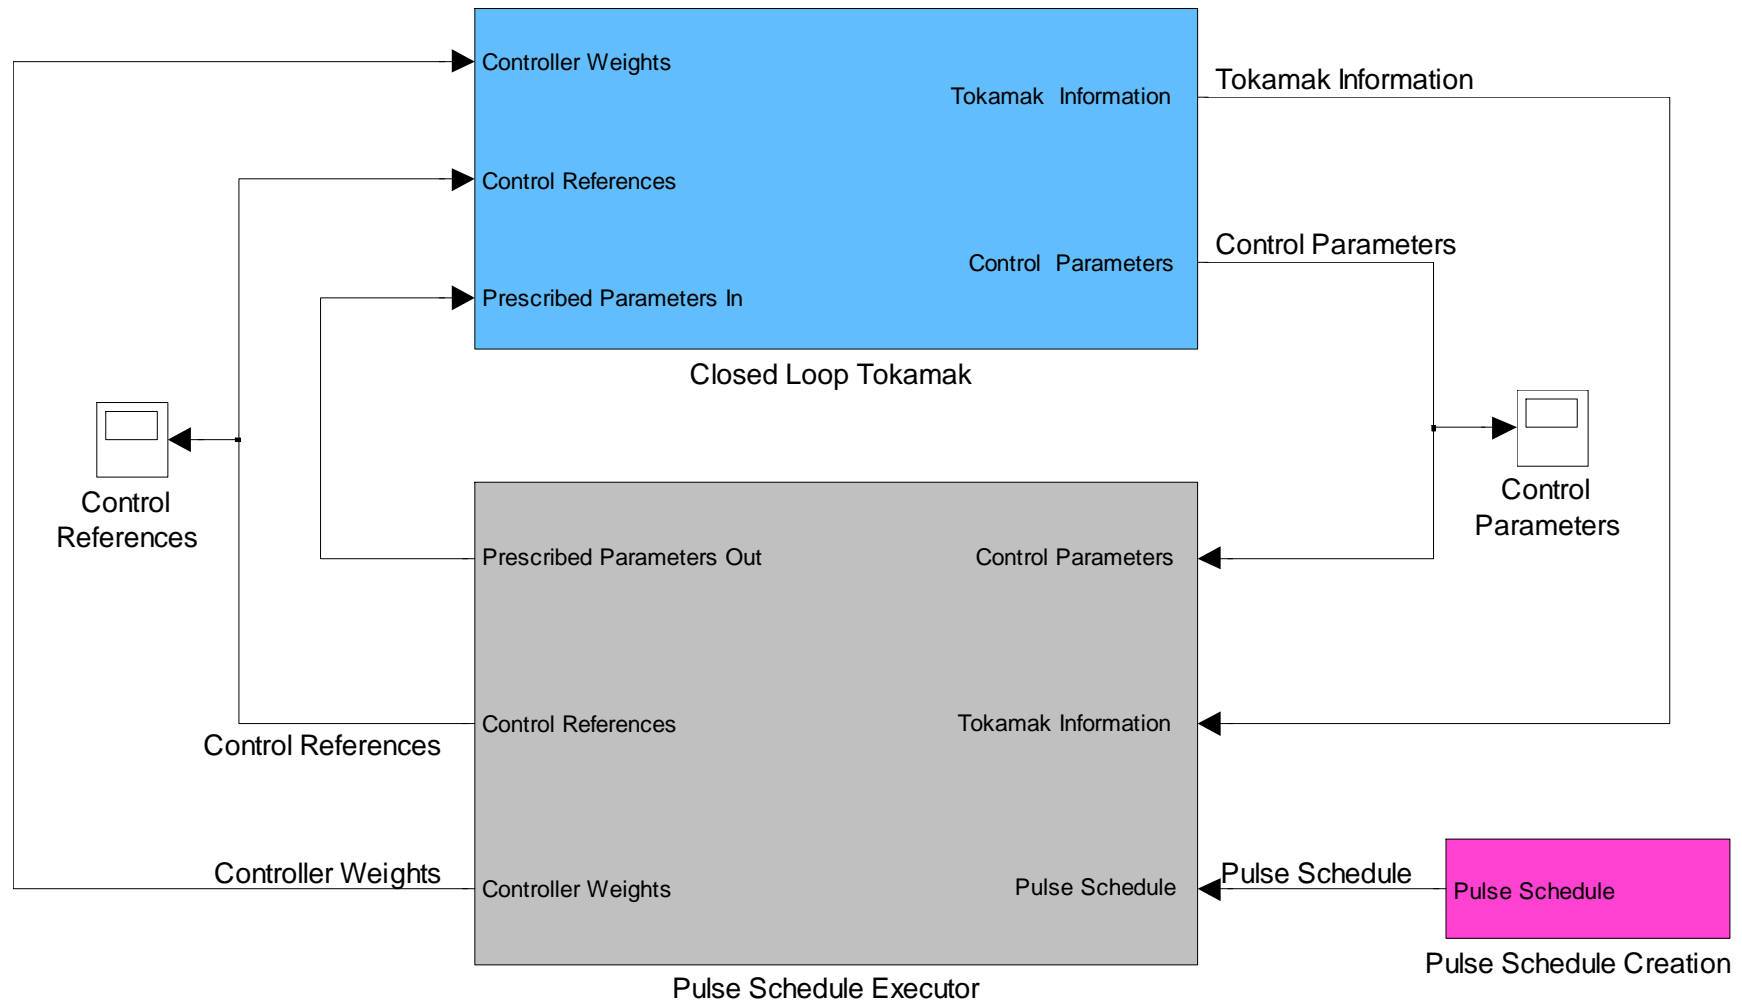 Controller Weights
Tokamak Information
Tokamak Information
Control References
Control Parameters
Control Parameters
Prescribed Parameters In
Closed Loop Tokamak
Control
References
Control
Parameters
Prescribed Parameters Out
Control Parameters
Control References
Tokamak Information
Control References
Controller Weights
Controller Weights
Pulse Schedule
Pulse Schedule
Pulse Schedule
Pulse Schedule Creation
Pulse Schedule Executor